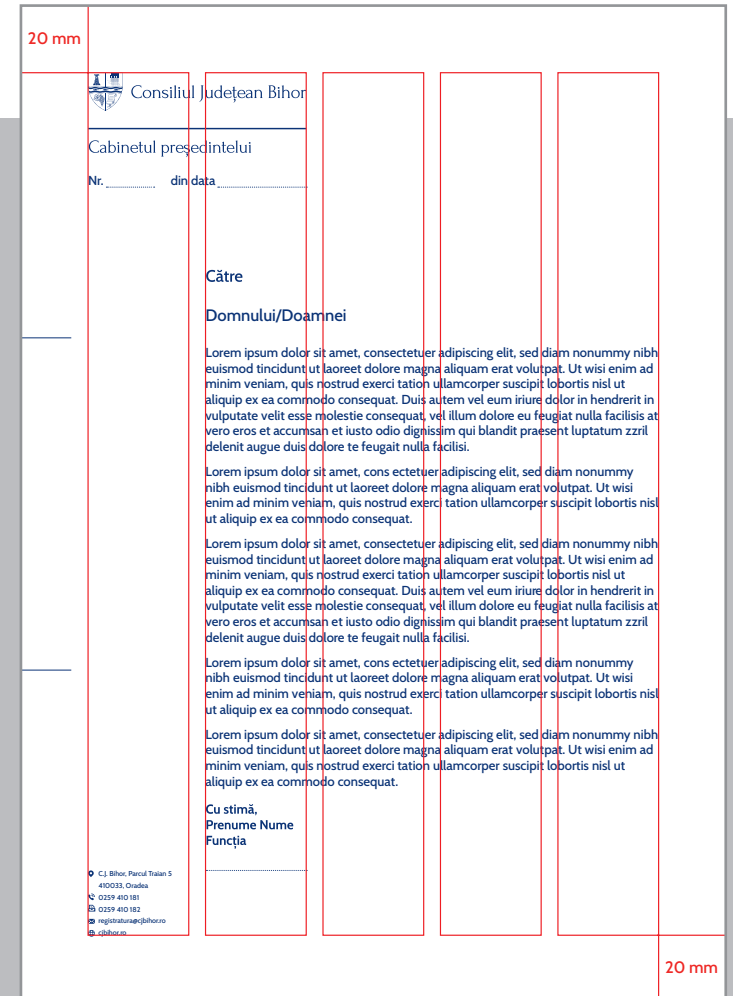 20 mm
Consiliul Județean Bihor
Cabinetul președintelui
Nr. din data
Către
Domnului/Doamnei
Lorem ipsum dolor sit amet, consectetuer adipiscing elit, sed diam nonummy nibh
euismod tincidunt ut laoreet dolore magna aliquam erat volutpat. Ut wisi enim ad
minim veniam, quis nostrud exerci tation ullamcorper suscipit lobortis nisl ut
aliquip ex ea commodo consequat. Duis autem vel eum iriure dolor in hendrerit in
vulputate velit esse molestie consequat, vel illum dolore eu feugiat nulla facilisis at
vero eros et accumsan et iusto odio dignissim qui blandit praesent luptatum zzril
delenit augue duis dolore te feugait nulla facilisi.
Lorem ipsum dolor sit amet, cons ectetuer adipiscing elit, sed diam nonummy
nibh euismod tincidunt ut laoreet dolore magna aliquam erat volutpat. Ut wisi
enim ad minim veniam, quis nostrud exerci tation ullamcorper suscipit lobortis nisl
ut aliquip ex ea commodo consequat.
Lorem ipsum dolor sit amet, consectetuer adipiscing elit, sed diam nonummy nibh
euismod tincidunt ut laoreet dolore magna aliquam erat volutpat. Ut wisi enim ad
minim veniam, quis nostrud exerci tation ullamcorper suscipit lobortis nisl ut
aliquip ex ea commodo consequat. Duis autem vel eum iriure dolor in hendrerit in
vulputate velit esse molestie consequat, vel illum dolore eu feugiat nulla facilisis at
vero eros et accumsan et iusto odio dignissim qui blandit praesent luptatum zzril
delenit augue duis dolore te feugait nulla facilisi.
Lorem ipsum dolor sit amet, cons ectetuer adipiscing elit, sed diam nonummy
nibh euismod tincidunt ut laoreet dolore magna aliquam erat volutpat. Ut wisi
enim ad minim veniam, quis nostrud exerci tation ullamcorper suscipit lobortis nisl
ut aliquip ex ea commodo consequat.
Lorem ipsum dolor sit amet, consectetuer adipiscing elit, sed diam nonummy nibh
euismod tincidunt ut laoreet dolore magna aliquam erat volutpat. Ut wisi enim ad
minim veniam, quis nostrud exerci tation ullamcorper suscipit lobortis nisl ut
aliquip ex ea commodo consequat.
Cu stimă,
Prenume Nume
Funcția
C.J. Bihor, Parcul Traian 5
410033, Oradea
0259 410 181
0259 410 182
registratura@cjbihor.ro
cjbihor.ro
20 mm